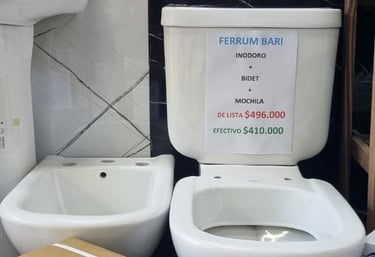 FERRUM BARI
INODORO
+
BIDET
+
MOCHILA
DE LISTA $496.000
EFECTIVO $410.000